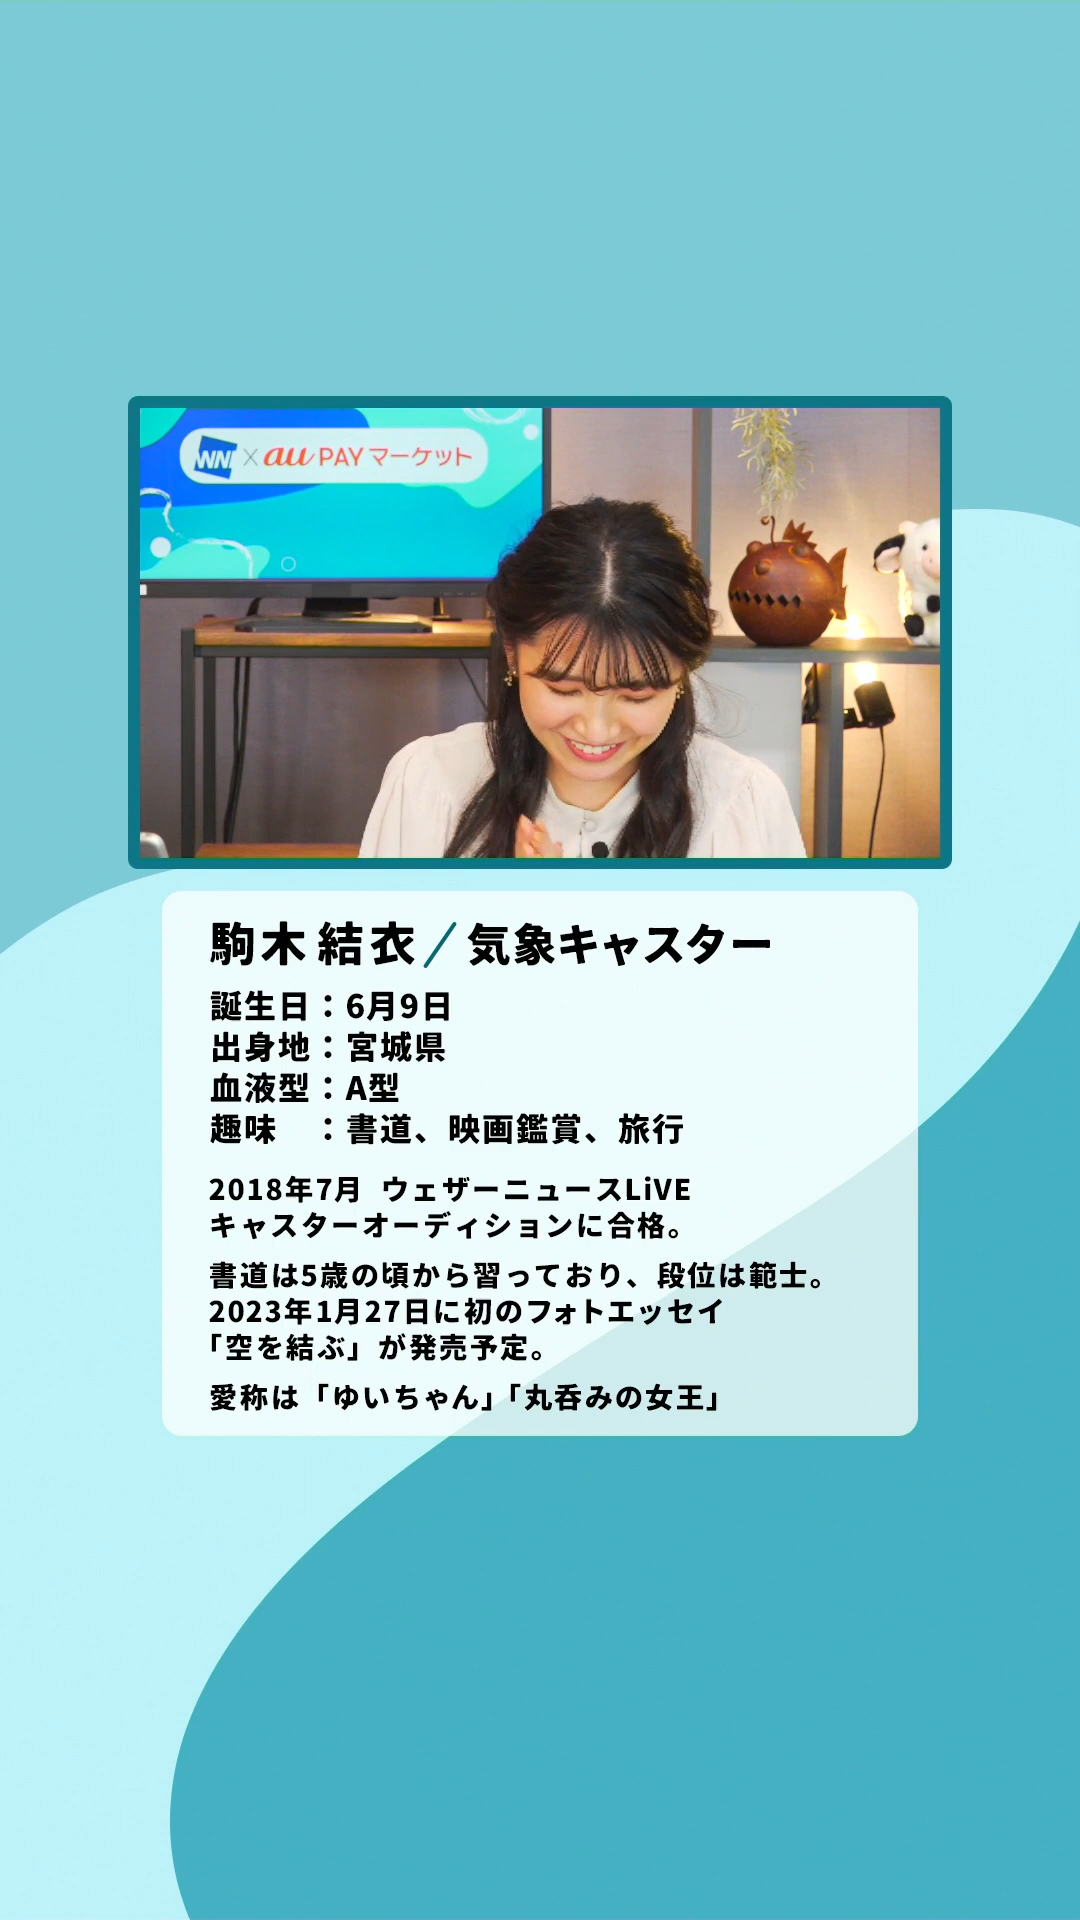 WNI×au PAY マーケット
駒木 結衣／気象キャスター
誕生日：6月9日
出身地：宮城県
血液型：A型
趣味　：書道、映画鑑賞、旅行
2018年7月 ウェザーニュースLiVE
キャスターオーディションに合格。
書道は5歳の頃から習っており、段位は範士。
2023年1月27日に初のフォトエッセイ
「空を結ぶ」が発売予定。
愛称は「ゆいちゃん」「丸呑みの女王」